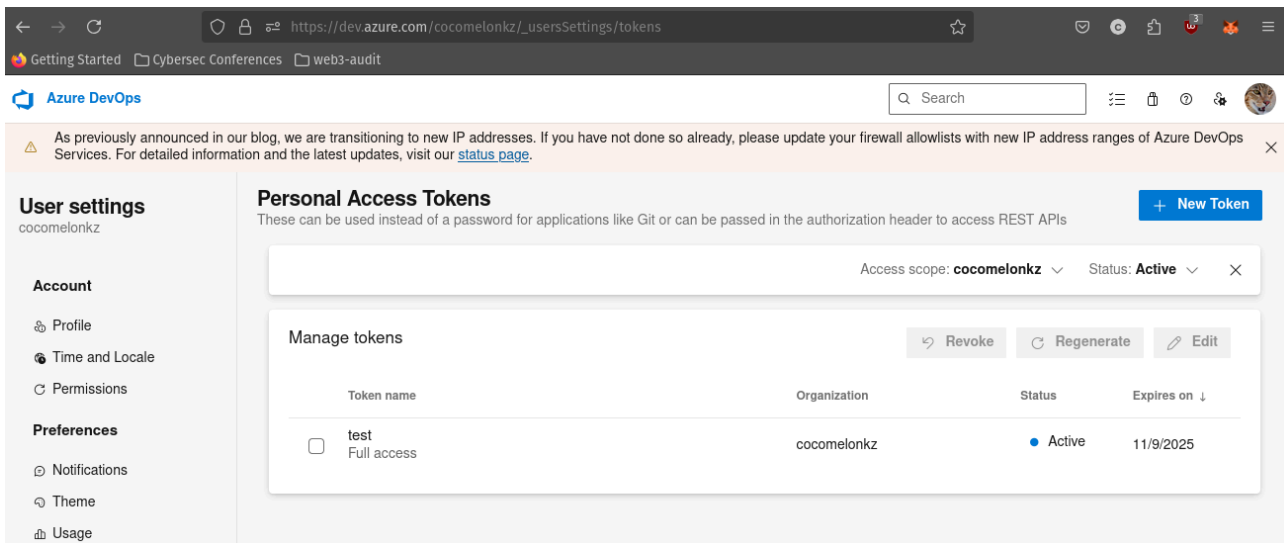 https://dev.azure.com/cocomelonkz/_usersSettings/tokens
3
Getting Started Cybersec Conferences web3-audit
Azure DevOps
Search
As previously announced in our blog, we are transitioning to new IP addresses. If you have not done so already, please update your firewall allowlists with new IP address ranges of Azure DevOps
Services. For detailed information and the latest updates, visit our status page.
User settings
cocomelonkz
Account
Profile
Time and Locale
Permissions
Preferences
Notifications
Theme
Usage
Personal Access Tokens
These can be used instead of a password for applications like Git or can be passed in the authorization header to access REST APIs
+ New Token
Access scope: cocomelonkz Status: Active
Manage tokens
Revoke Regenerate Edit
Token name Organization Status Expires on ↓
test
Full access
cocomelonkz Active 11/9/2025